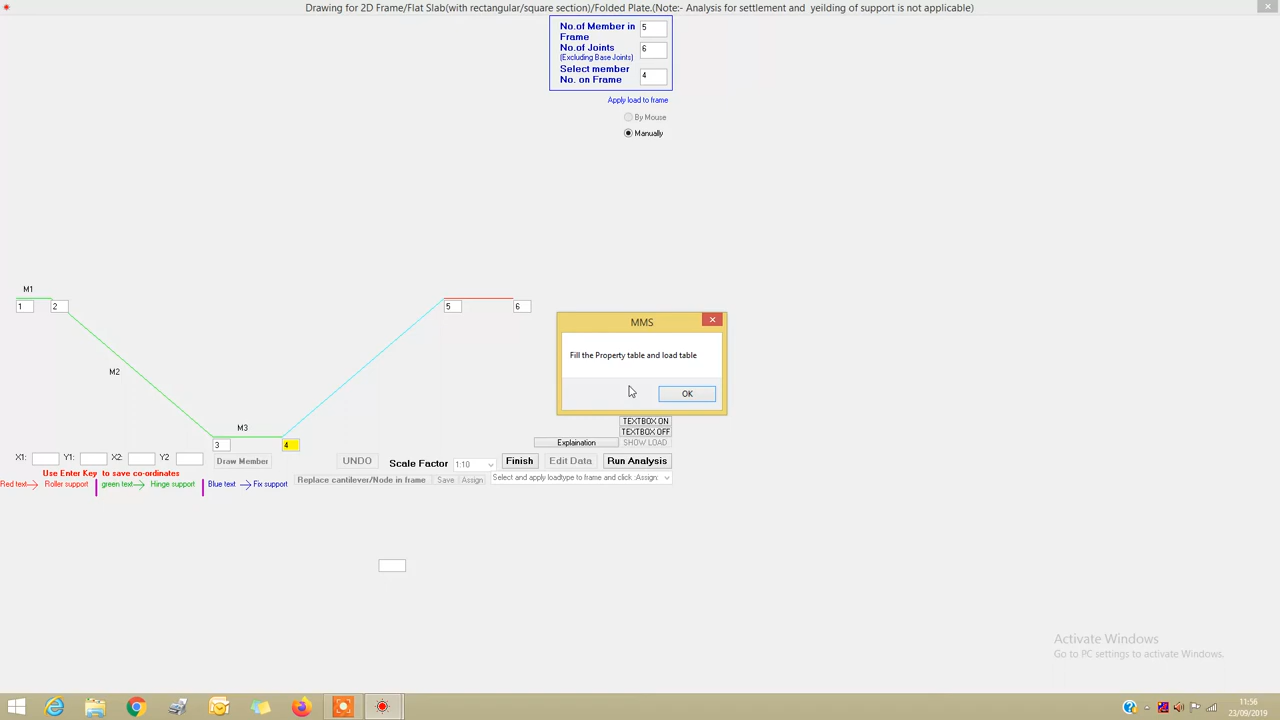 Drawing for 2D Frame/Flat Slab(with rectangular/square section)/Folded Plate.(Note:- Analysis for settlement and yeilding of support is not applicable)
No.of Member in Frame 5
No.of Joints 6
(Excluding Base Joints)
Select member No. on Frame 4
Apply load to frame
By Mouse
Manually
M1
1 2
5 6
MMS
Fill the Property table and load table
OK
M2
M3
3 4
TEXTBOX ON
TEXTBOX OFF
Explaination SHOW LOAD
X1: Y1: X2: Y2 Draw Member UNDO Scale Factor 1:10 Finish Edit Data Run Analysis
Use Enter Key to save co-ordinates
Red text Roller support green text Hinge support Blue text Fix support
Replace cantilever/Node in frame Save Assign Select and apply loadtype to frame and click :Assign:
Activate Windows
Go to PC settings to activate Windows.
11:56
23/09/2019